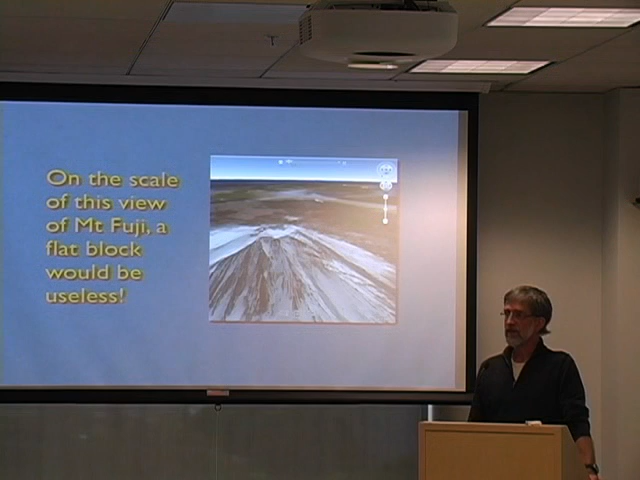 On the scale
of this view
of Mt Fuji, a
flat block
would be
useless!